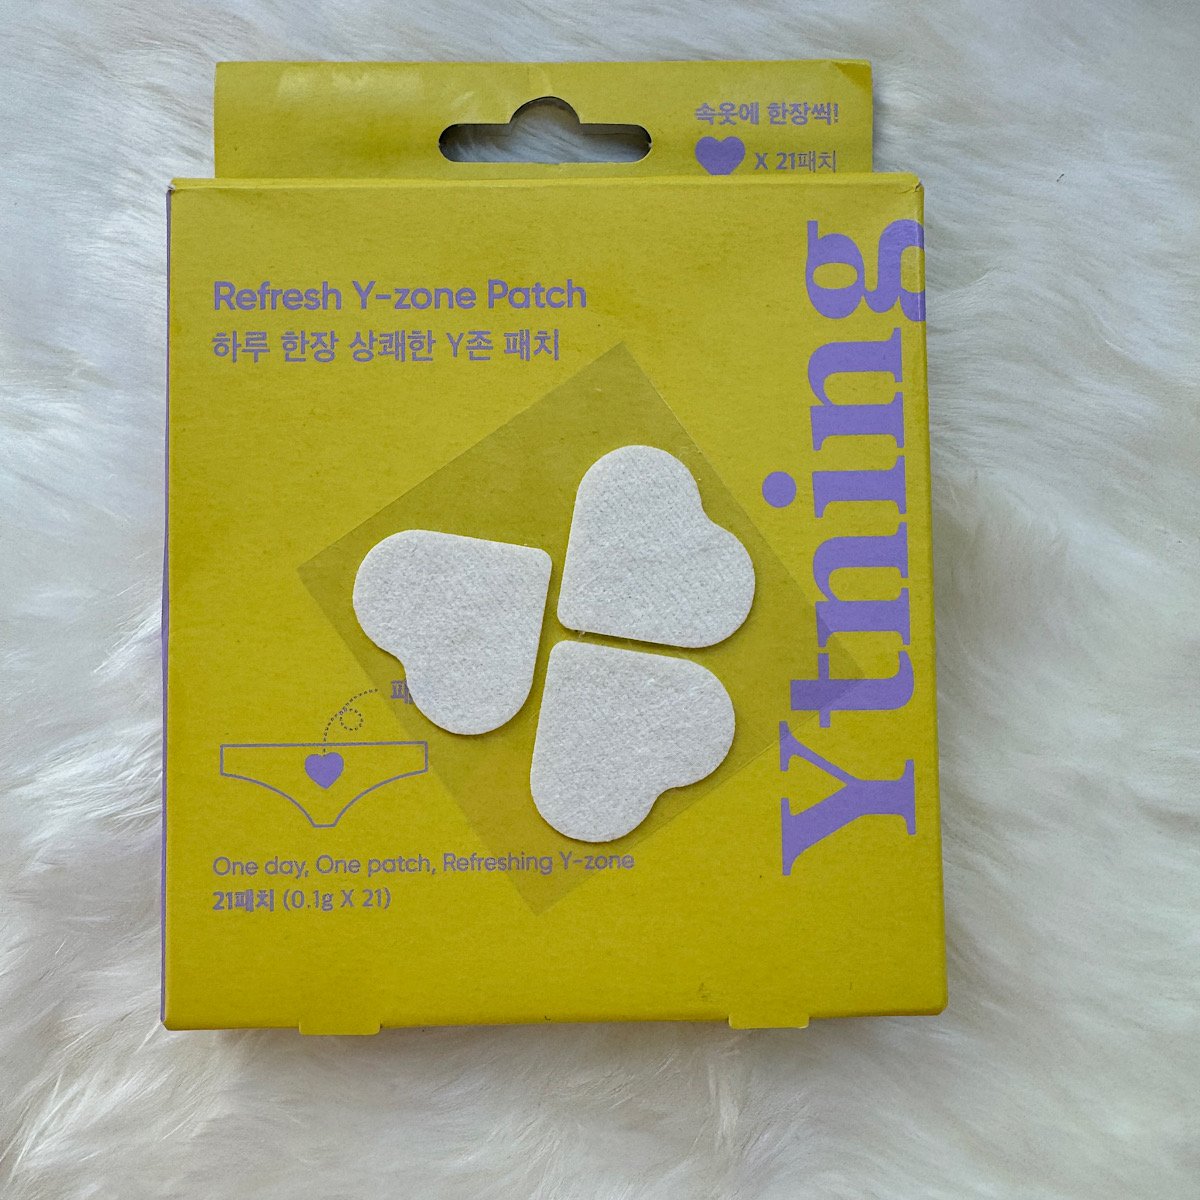 속옷에 한장씩!
X 21패치
Refresh Y-zone Patch
하루 한장 상쾌한 Y존 패치
Ytning
One day, One patch, Refreshing Y-zone
21패치 (0.1g X 21)